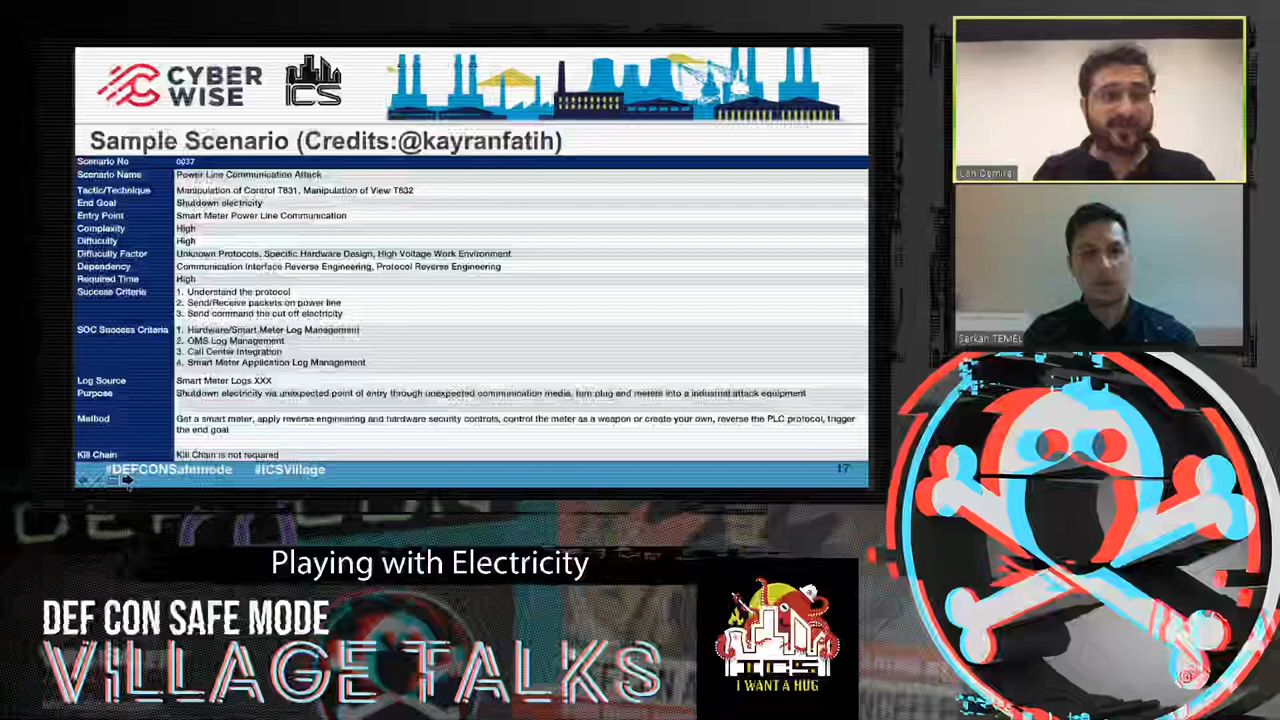 CYBER
WISE
ICS
Sample Scenario (Credits:@kayranfatih)
Scenario No 0037
Scenario Name Power Line Communication Attack
Tactic/Technique Manipulation of Control T831, Manipulation of View T832
End Goal Shutdown electricity
Entry Point Smart Meter Power Line Communication
Complexity High
Diffuculty High
Diffuculty Factor Unknown Protocols, Specific Hardware Design, High Voltage Work Environment
Dependency Communication Interface Reverse Engineering, Protocol Reverse Engineering
Required Time High
Success Criteria 1. Understand the protocol
2. Send/Receive packets on power line
3. Send command the cut off electricity
SOC Success Criteria 1. Hardware/Smart Meter Log Management
2. OMS Log Management
3. Call Center Integration
4. Smart Meter Application Log Management
Log Source Smart Meter Logs XXX
Purpose Shutdown electricity via unexpected point of entry through unexpected communication media, turn plug and meters into a industrial attack equipment
Method Get a smart meter, apply reverse engineering and hardware security controls, control the meter as a weapon or create your own, reverse the PLC protocol, trigger
the end goal
Kill Chain Kill Chain is not required
#DEFCONSafemode #ICSVillage 17
Can Demirel
Serkan TEMEL
Playing with Electricity
DEF CON SAFE MODE
VILLAGE TALKS
ICS
I WANT A HUG